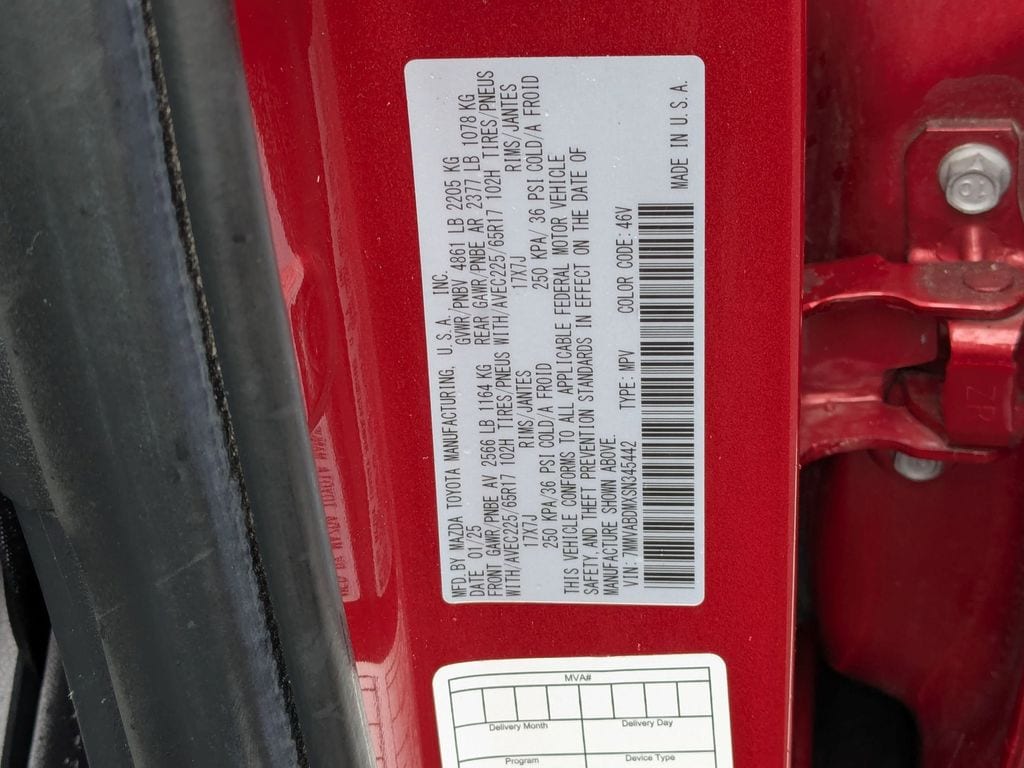 MFD.BY MAZDA TOYOTA MANUFACTURING, U.S.A. INC.
DATE 01/25 GVWR/PNBV 4861 LB 2205 KG
FRONT GAWR/PNBE AV 2566 LB 1164 KG REAR GAWR/PNBE AR 2377 LB 1078 KG
WITH/AVEC225/65R17 102H TIRES/PNEUS WITH/AVEC225/65R17 102H TIRES/PNEUS
17X7J RIMS/JANTES 17X7J RIMS/JANTES
250 KPA/36 PSI COLD/A FROID 250 KPA/ 36 PSI COLD/A FROID
THIS VEHICLE CONFORMS TO ALL APPLICABLE FEDERAL MOTOR VEHICLE
SAFETY,AND THEFT PREVENTION STANDARDS IN EFFECT ON THE DATE OF
MANUFACTURE SHOWN ABOVE.
VIN: 7MMVABDMXSN345442 TYPE: MPV COLOR CODE: 46V
MADE IN U.S.A.
MVA#
Delivery Month Delivery Day
Program Device Type
10